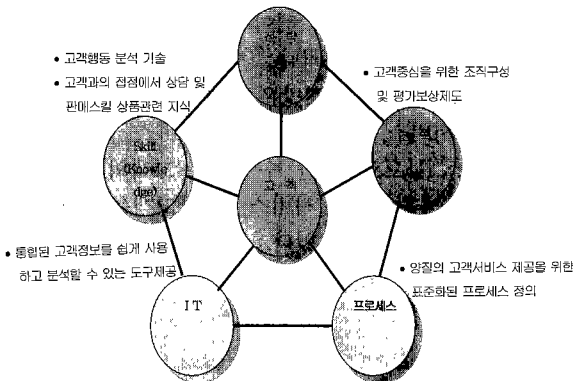 • 고객행동 분석 기술
• 고객과의 접점에서 상담 및
판매스킬 상품관련 지식
• 고객중심을 위한 조직구성
및 평가보상제도
Skill
(Knowle
dge)
고객
• 통합된 고객정보를 쉽게 사용
하고 분석할 수 있는 도구제공
• 양질의 고객서비스 제공을 위한
표준화된 프로세스 정의
IT
프로세스